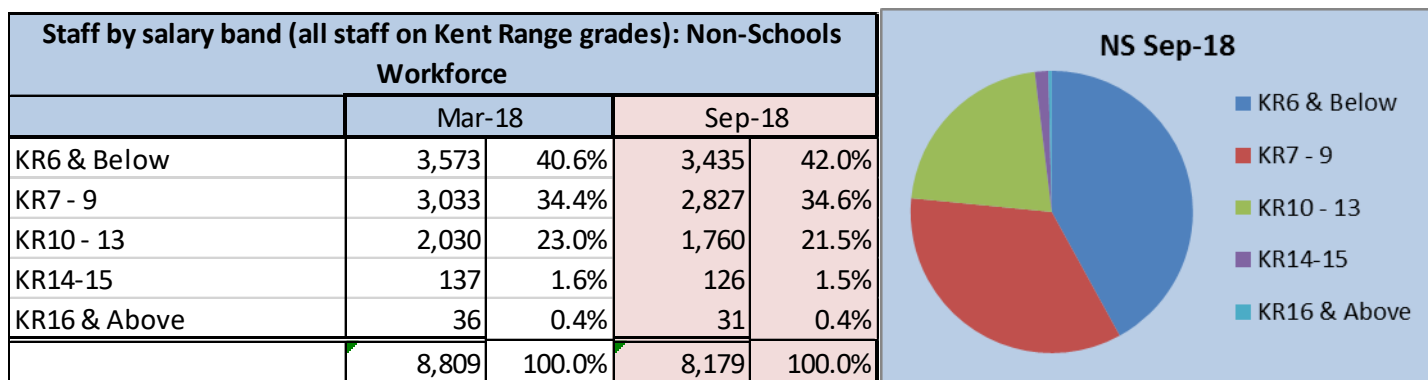 Staff by salary band (all staff on Kent Range grades): Non-Schools
Workforce
Mar-18 Sep-18
KR6 & Below 3,573 40.6% 3,435 42.0%
KR7 - 9 3,033 34.4% 2,827 34.6%
KR10 - 13 2,030 23.0% 1,760 21.5%
KR14-15 137 1.6% 126 1.5%
KR16 & Above 36 0.4% 31 0.4%
8,809 100.0% 8,179 100.0%
NS Sep-18
KR6 & Below
KR7 - 9
KR10 - 13
KR14-15
KR16 & Above